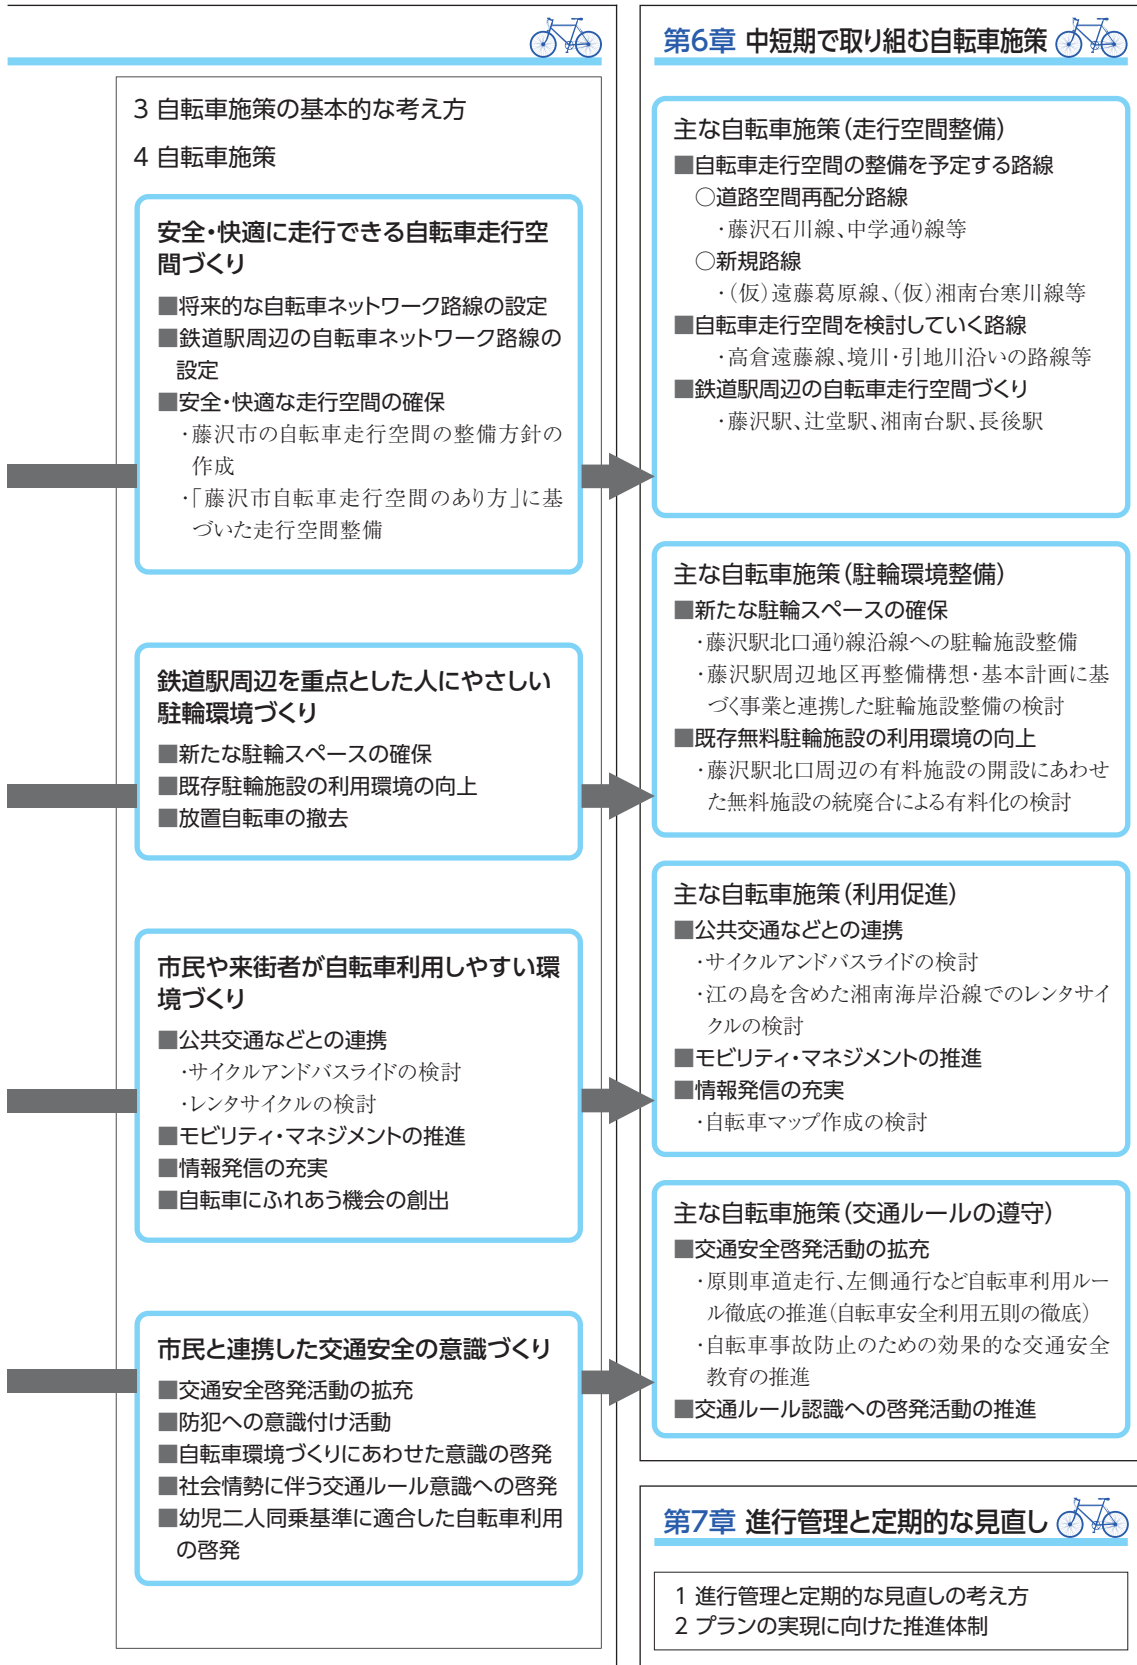 3 自転車施策の基本的な考え方
4 自転車施策
安全・快適に走行できる自転車走行空
間づくり
■将来的な自転車ネットワーク路線の設定
■鉄道駅周辺の自転車ネットワーク路線の
設定
■安全・快適な走行空間の確保
・藤沢市の自転車走行空間の整備方針の
作成
・「藤沢市自転車走行空間のあり方」に基
づいた走行空間整備
鉄道駅周辺を重点とした人にやさしい
駐輪環境づくり
■新たな駐輪スペースの確保
■既存駐輪施設の利用環境の向上
■放置自転車の撤去
市民や来街者が自転車利用しやすい環
境づくり
■公共交通などとの連携
・サイクルアンドバスライドの検討
・レンタサイクルの検討
■モビリティ・マネジメントの推進
■情報発信の充実
■自転車にふれあう機会の創出
市民と連携した交通安全の意識づくり
■交通安全啓発活動の拡充
■防犯への意識付け活動
■自転車環境づくりにあわせた意識の啓発
■社会情勢に伴う交通ルール意識への啓発
■幼児二人同乗基準に適合した自転車利用
の啓発
第6章 中短期で取り組む自転車施策
主な自転車施策(走行空間整備)
■自転車走行空間の整備を予定する路線
○道路空間再配分路線
・藤沢石川線、中学通り線等
○新規路線
・(仮)遠藤葛原線、(仮)湘南台寒川線等
■自転車走行空間を検討していく路線
・高倉遠藤線、境川・引地川沿いの路線等
■鉄道駅周辺の自転車走行空間づくり
・藤沢駅、辻堂駅、湘南台駅、長後駅
主な自転車施策(駐輪環境整備)
■新たな駐輪スペースの確保
・藤沢駅北口通り線沿線への駐輪施設整備
・藤沢駅周辺地区再整備構想・基本計画に基
づく事業と連携した駐輪施設整備の検討
■既存無料駐輪施設の利用環境の向上
・藤沢駅北口周辺の有料施設の開設にあわせ
た無料施設の統廃合による有料化の検討
主な自転車施策(利用促進)
■公共交通などとの連携
・サイクルアンドバスライドの検討
・江の島を含めた湘南海岸沿線でのレンタサイ
クルの検討
■モビリティ・マネジメントの推進
■情報発信の充実
・自転車マップ作成の検討
主な自転車施策(交通ルールの遵守)
■交通安全啓発活動の拡充
・原則車道走行、左側通行など自転車利用ルー
ル徹底の推進(自転車安全利用五則の徹底)
・自転車事故防止のための効果的な交通安全
教育の推進
■交通ルール認識への啓発活動の推進
第7章 進行管理と定期的な見直し
1 進行管理と定期的な見直しの考え方
2 プランの実現に向けた推進体制